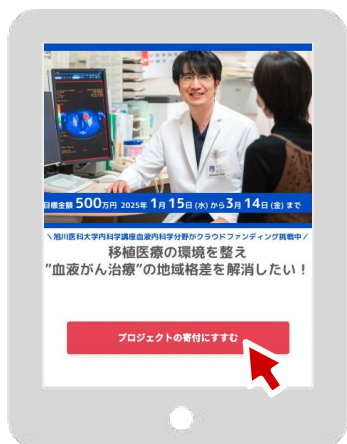 目標金額 500万円 2025年 1月 15日 (水) から3月 14日 (金) まで
＼旭川医科大学内科学講座血液内科学分野がクラウドファンディング挑戦中／
移植医療の環境を整え
”血液がん治療”の地域格差を解消したい！
プロジェクトの寄付にすすむ